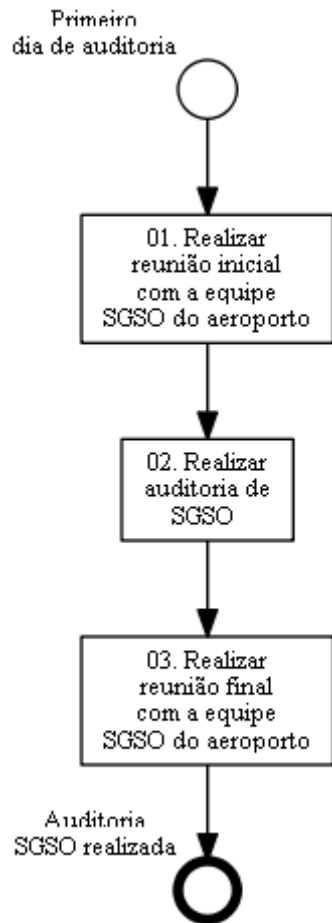 Primeiro
dia de auditoria
01. Realizar
reunião inicial
com a equipe
SGSO do aeroporto
02. Realizar
auditoria de
SGSO
03. Realizar
reunião final
com a equipe
SGSO do aeroporto
Auditoria
SGSO realizada